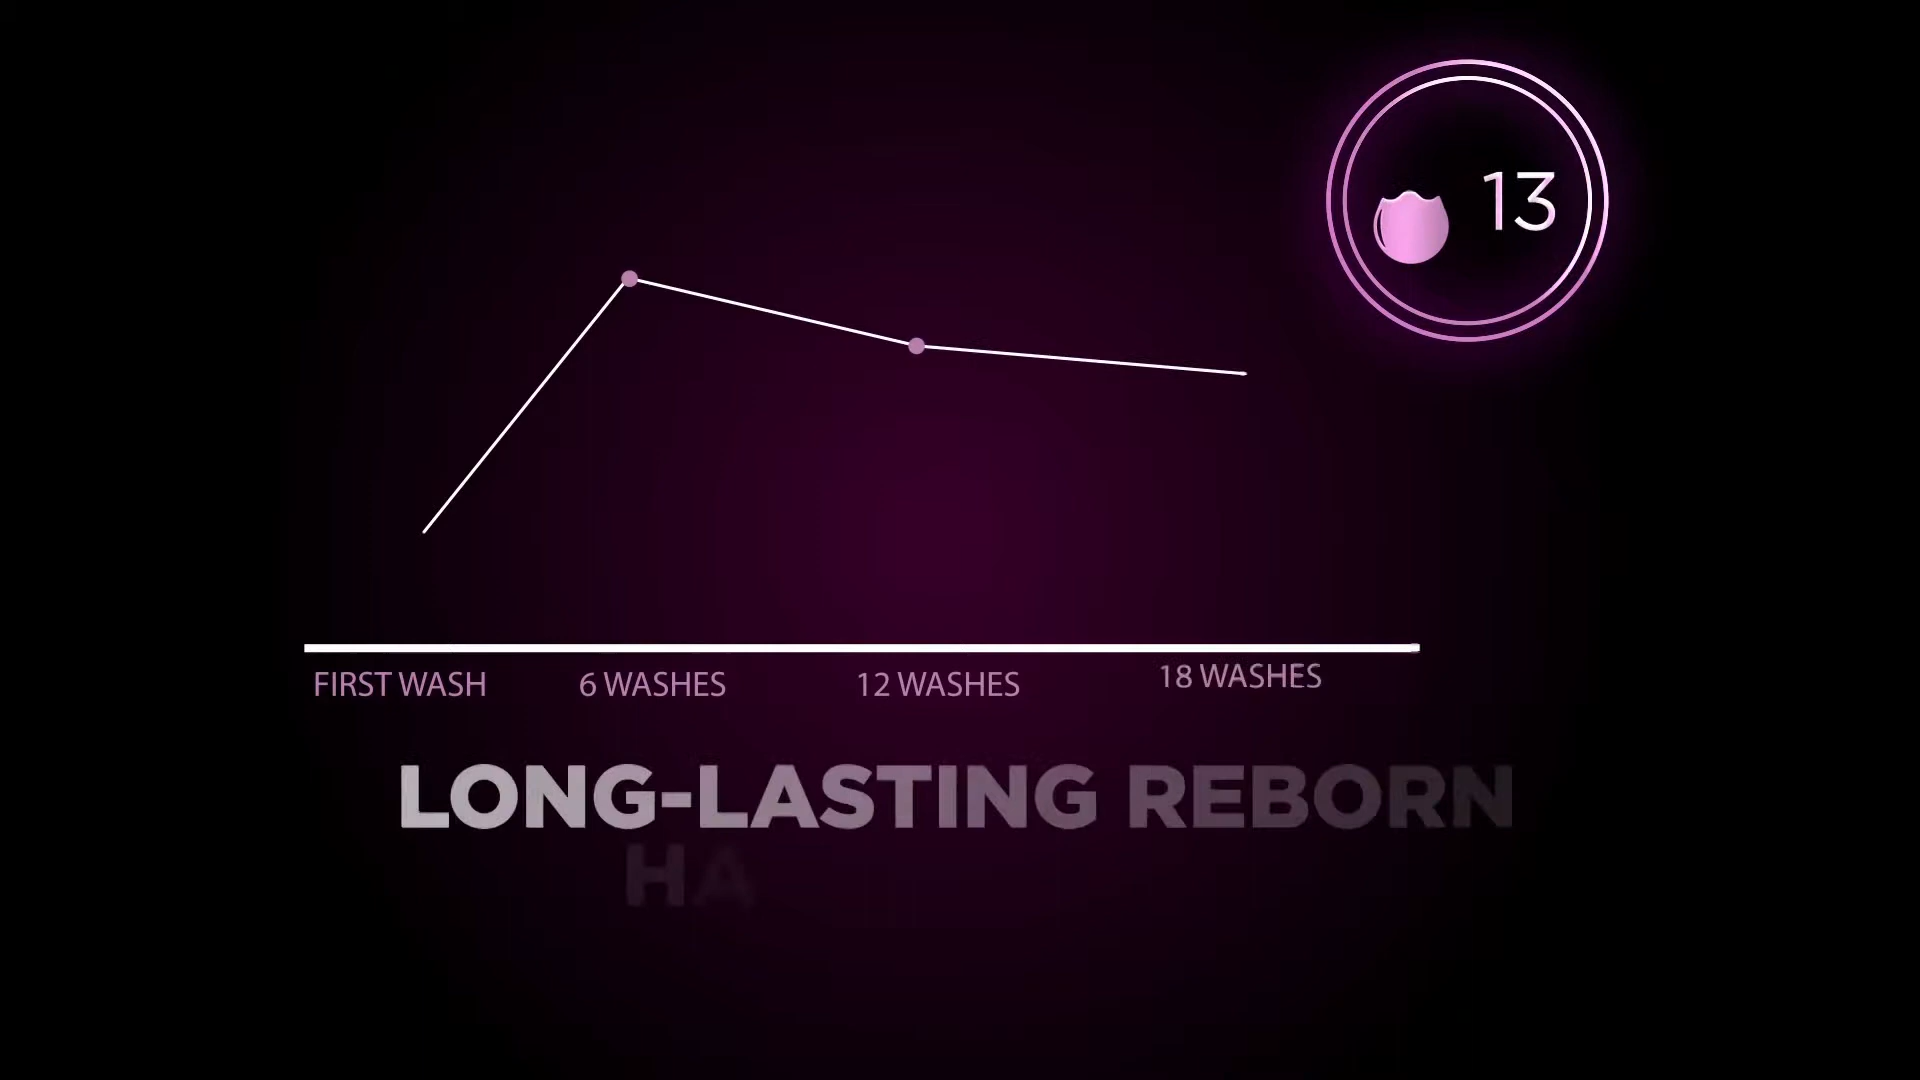 13
FIRST WASH
6 WASHES
12 WASHES
18 WASHES
LONG-LASTING REBORN
HA